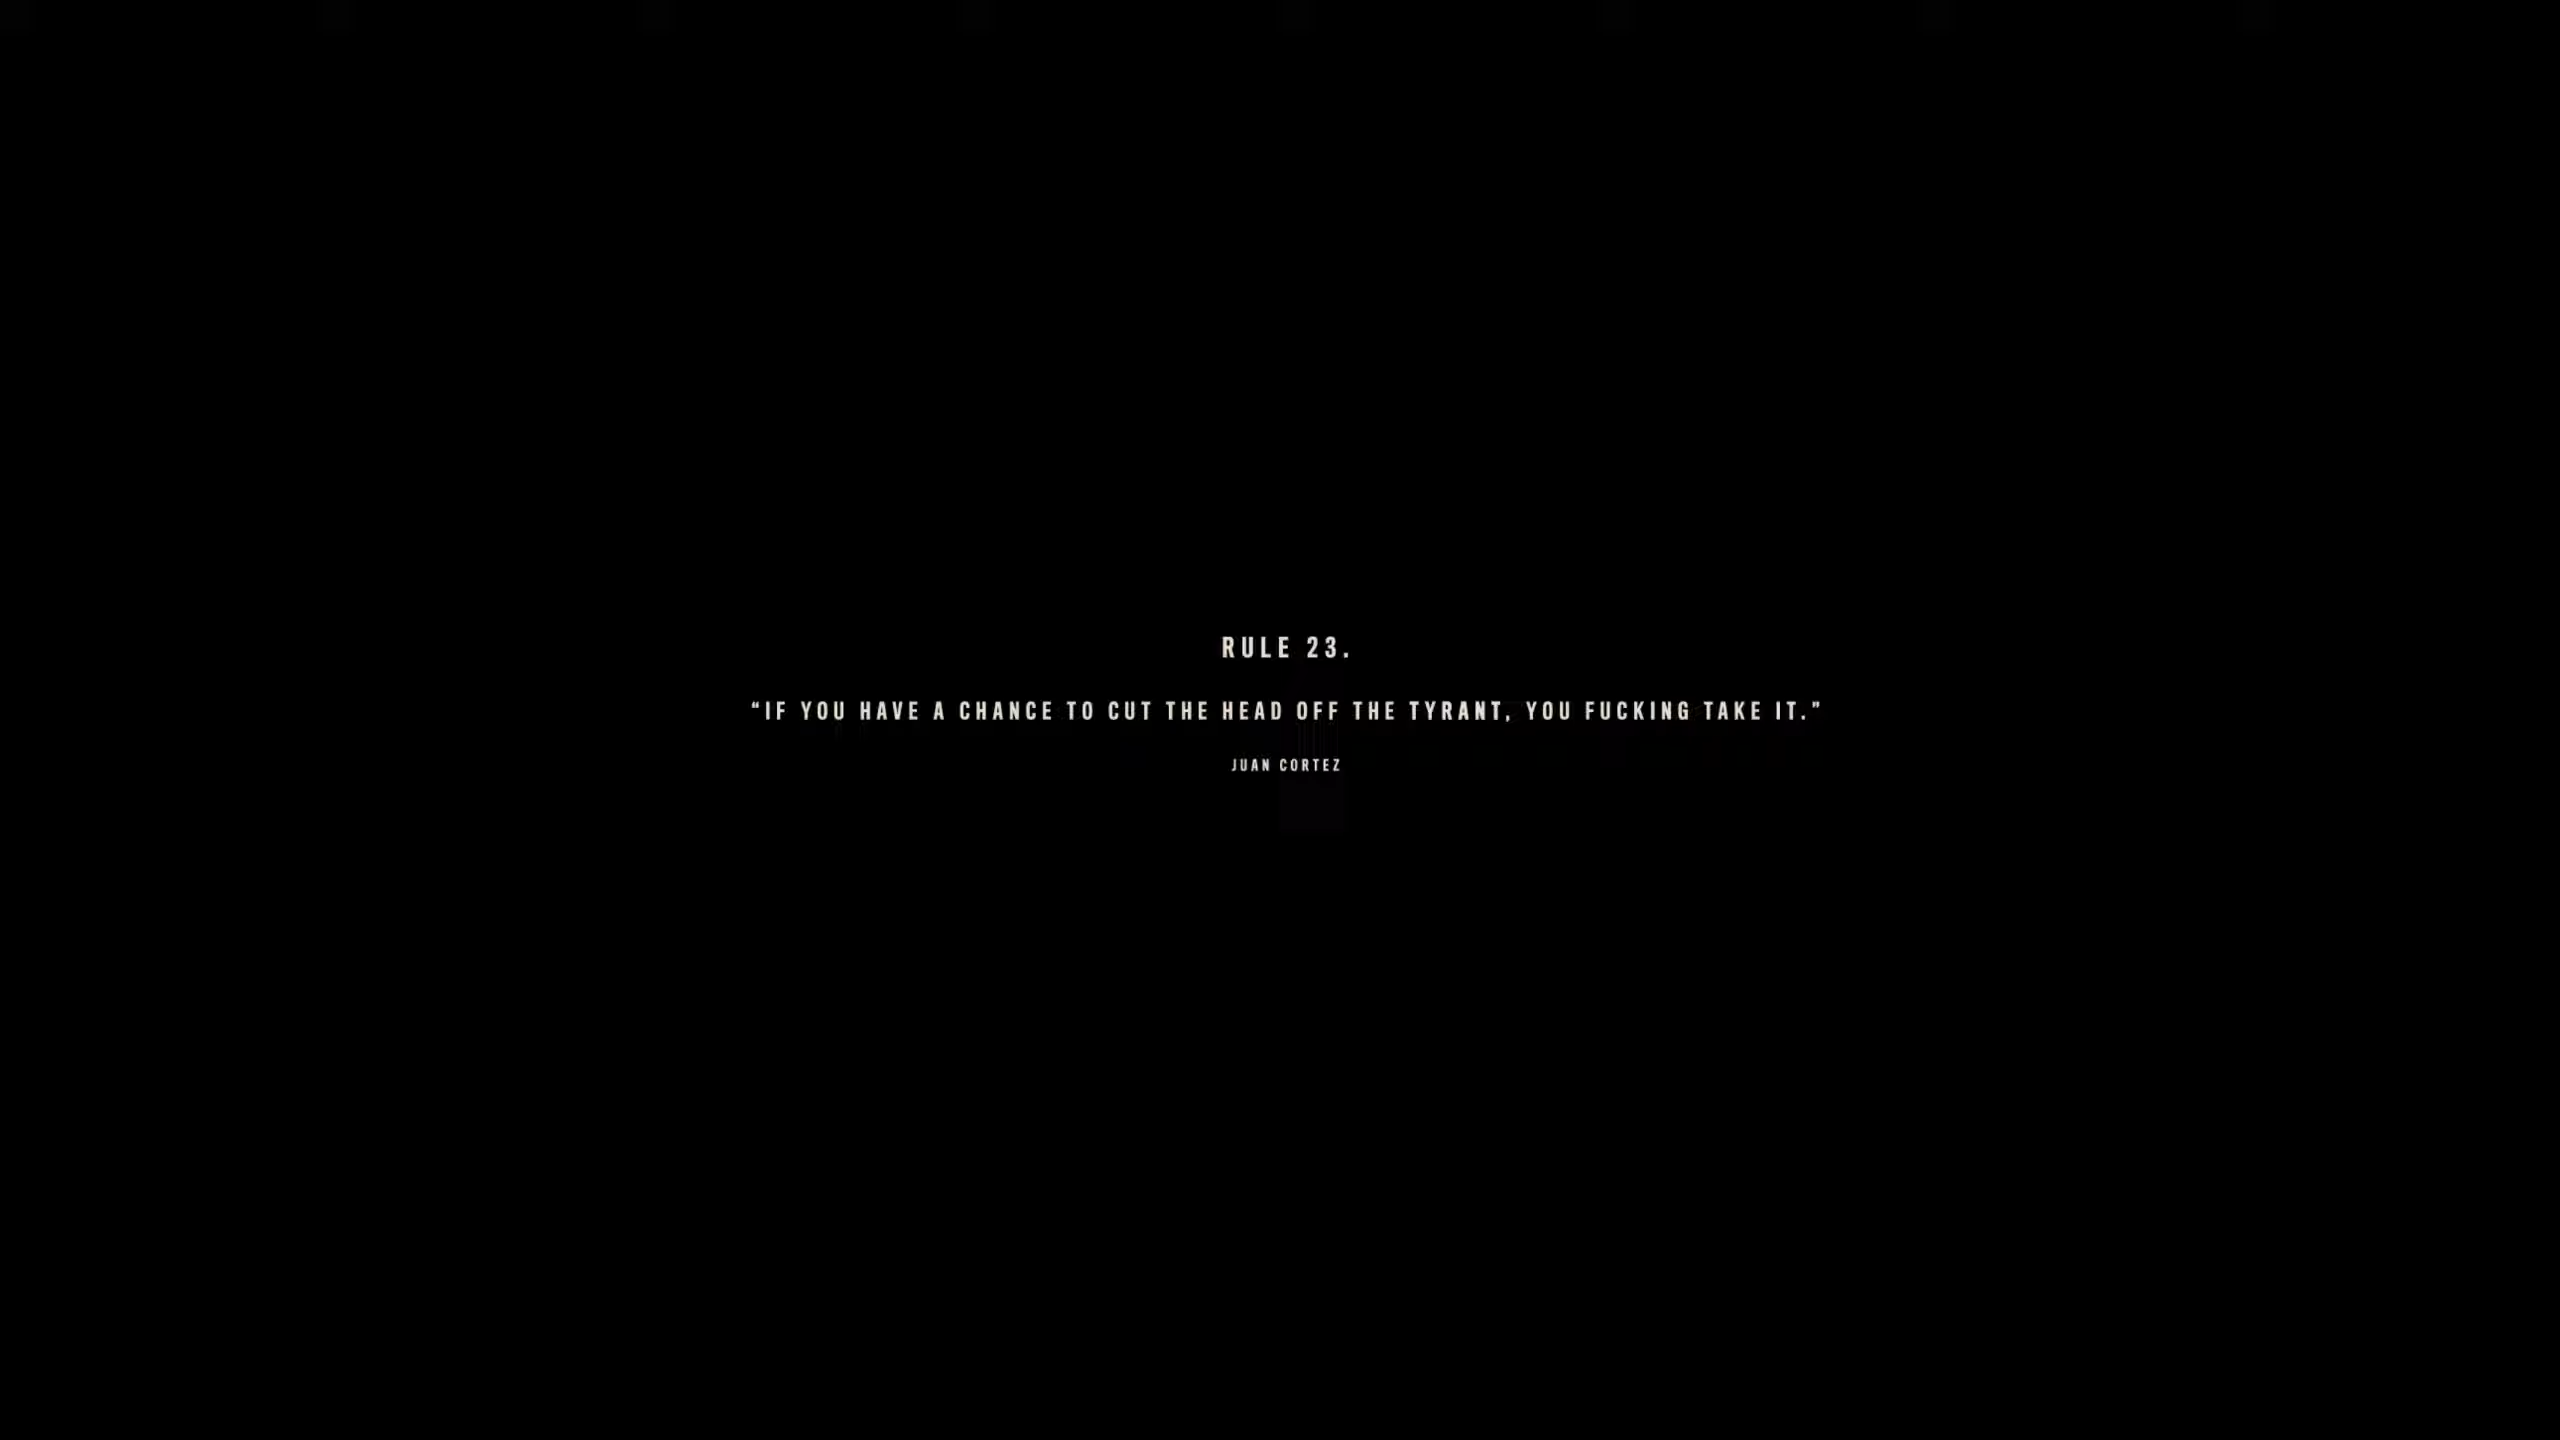 RULE 23.
“IF YOU HAVE A CHANCE TO CUT THE HEAD OFF THE TYRANT, YOU FUCKING TAKE IT.”
JUAN CORTEZ